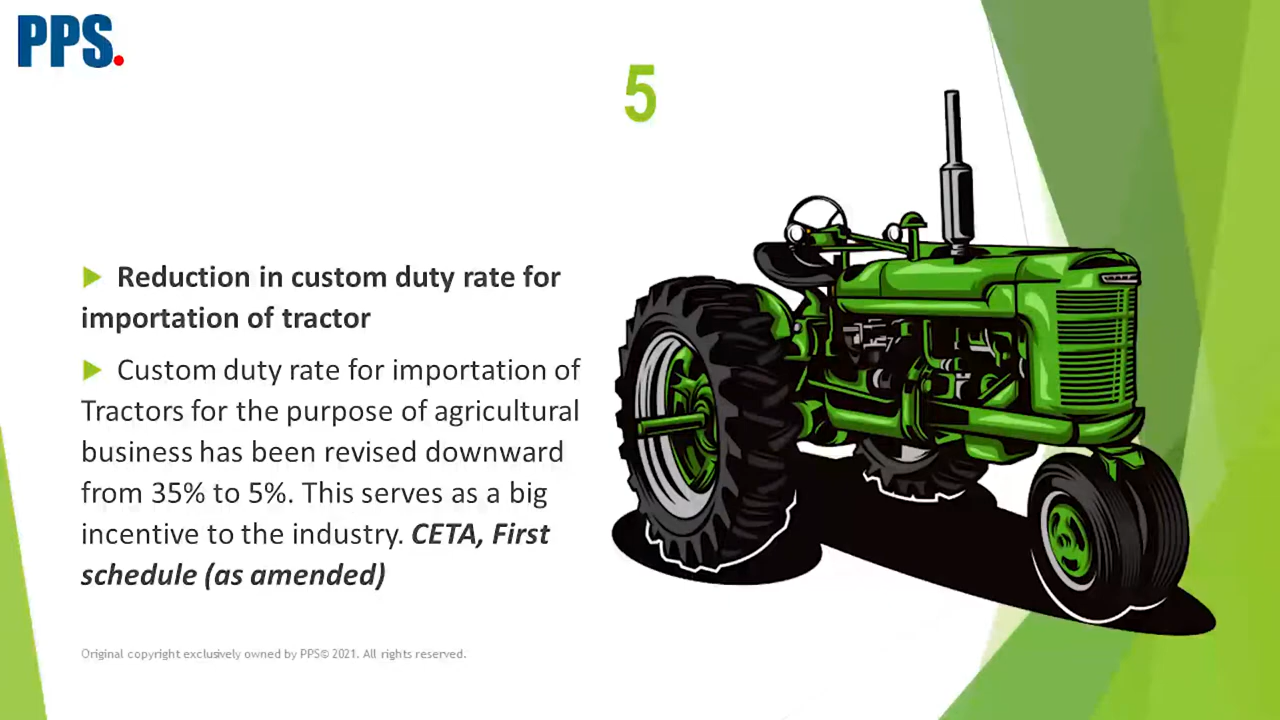 PPS.
5
▶ Reduction in custom duty rate for
importation of tractor
▶ Custom duty rate for importation of
Tractors for the purpose of agricultural
business has been revised downward
from 35% to 5%. This serves as a big
incentive to the industry. CETA, First
schedule (as amended)
Original copyright exclusively owned by PPS© 2021. All rights reserved.